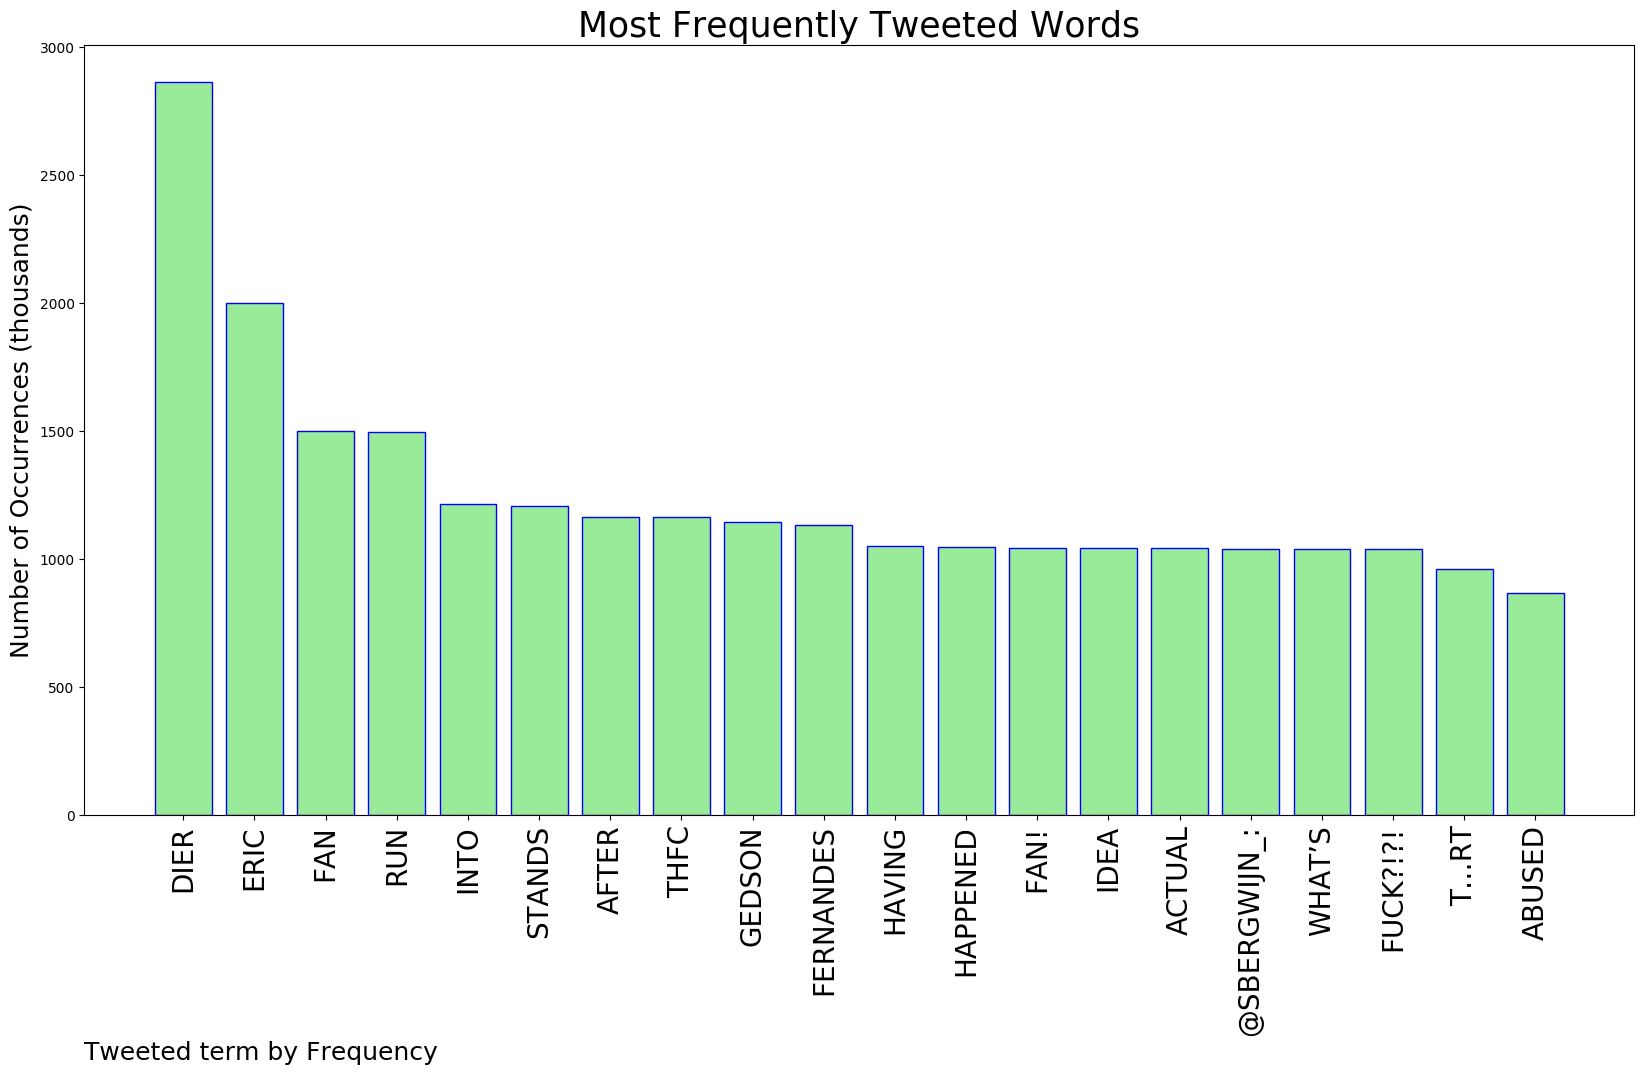 Most Frequently Tweeted Words
Number of Occurrences (thousands)
3000
2500
2000
1500
1000
500
0
DIER
ERIC
FAN
RUN
INTO
STANDS
AFTER
THFC
GEDSON
FERNANDES
HAVING
HAPPENED
FAN!
IDEA
ACTUAL
@SBERGWIJN_:
WHAT’S
FUCK?!?!
T…RT
ABUSED
Tweeted term by Frequency